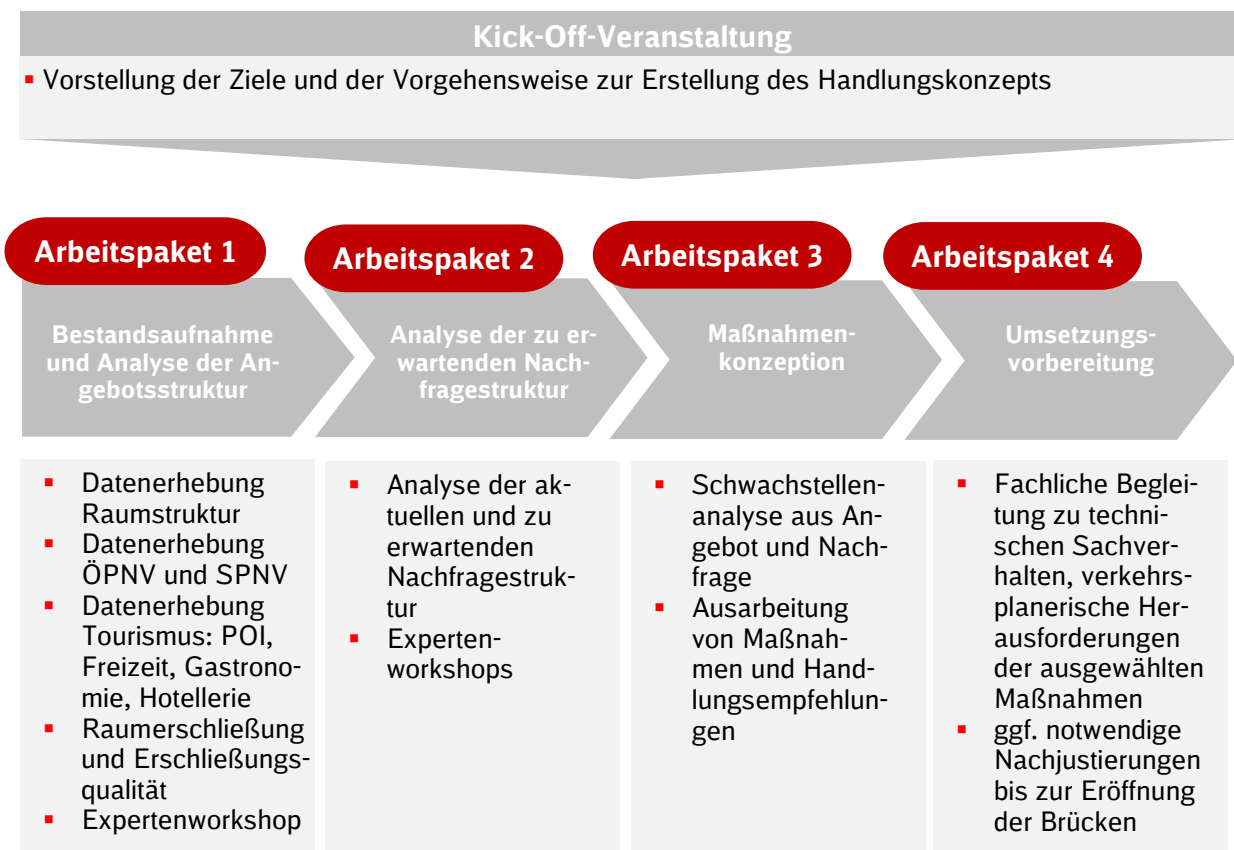 Kick-Off-Veranstaltung
▪ Vorstellung der Ziele und der Vorgehensweise zur Erstellung des Handlungskonzepts
Arbeitspaket 1
Bestandsaufnahme
und Analyse der An-
gebotsstruktur
▪ Datenerhebung
Raumstruktur
▪ Datenerhebung
ÖPNV und SPNV
▪ Datenerhebung
Tourismus: POI,
Freizeit, Gastrono-
mie, Hotellerie
▪ Raumerschließung
und Erschließungs-
qualität
▪ Expertenworkshop
Arbeitspaket 2
Analyse der zu er-
wartenden Nach-
fragestruktur
▪ Analyse der ak-
tuellen und zu
erwartenden
Nachfragestruk-
tur
▪ Experten-
workshops
Arbeitspaket 3
Maßnahmen-
konzeption
▪ Schwachstellen-
analyse aus An-
gebot und Nach-
frage
▪ Ausarbeitung
von Maßnah-
men und Hand-
lungsempfehlun-
gen
Arbeitspaket 4
Umsetzungs-
vorbereitung
▪ Fachliche Beglei-
tung zu techni-
schen Sachver-
halten, verkehrs-
planerische Her-
ausforderungen
der ausgewählten
Maßnahmen
▪ ggf. notwendige
Nachjustierungen
bis zur Eröffnung
der Brücken